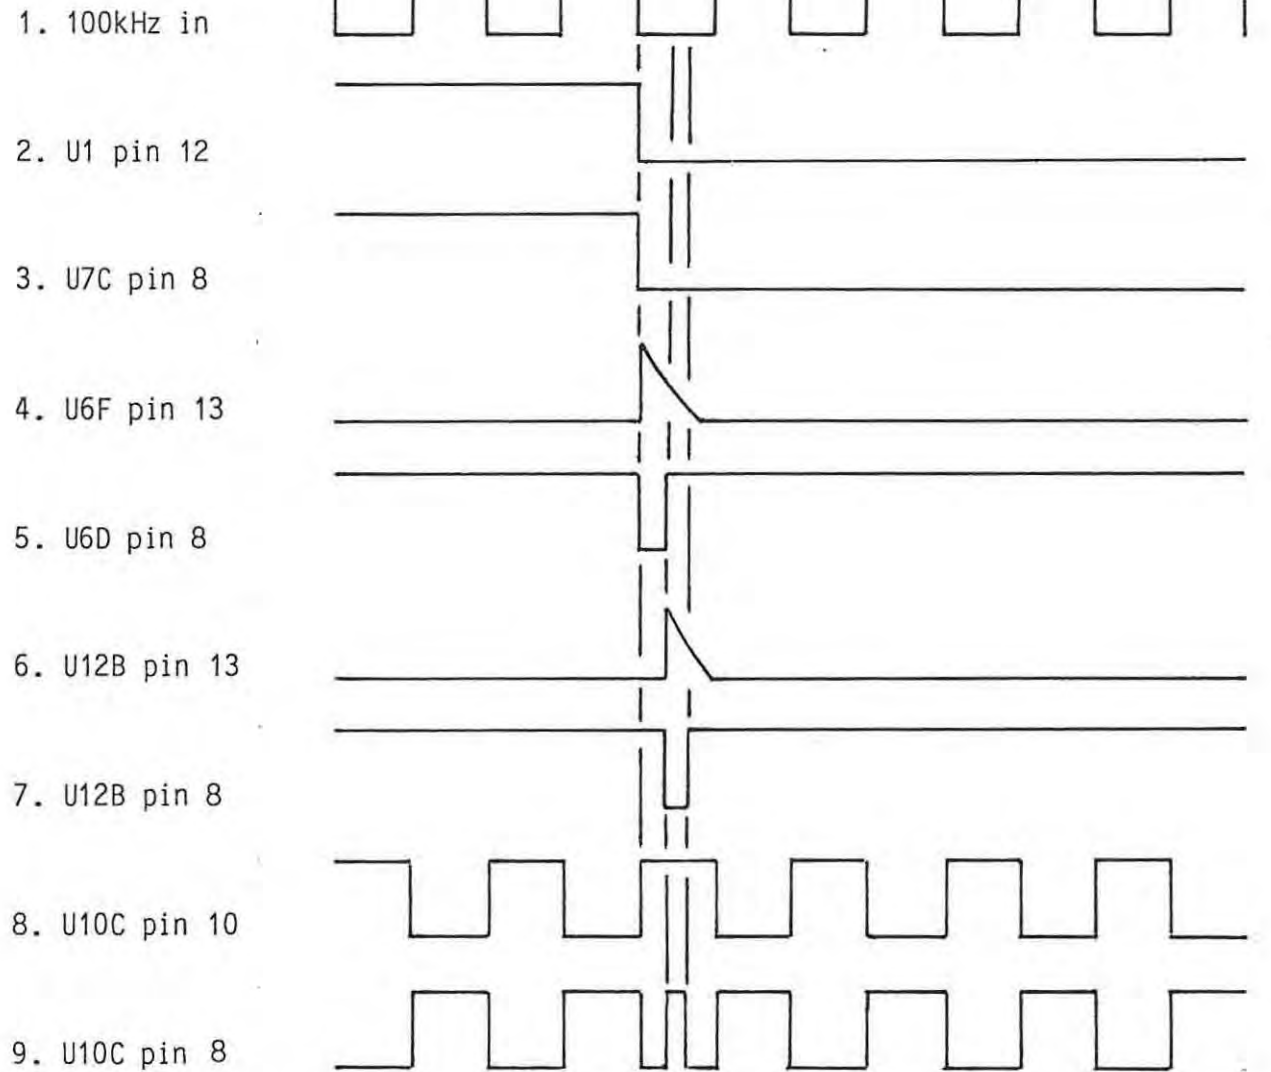 1. 100kHz in
2. U1 pin 12
3. U7C pin 8
4. U6F pin 13
5. U6D pin 8
6. U12B pin 13
7. U12B pin 8
8. U10C pin 10
9. U10C pin 8